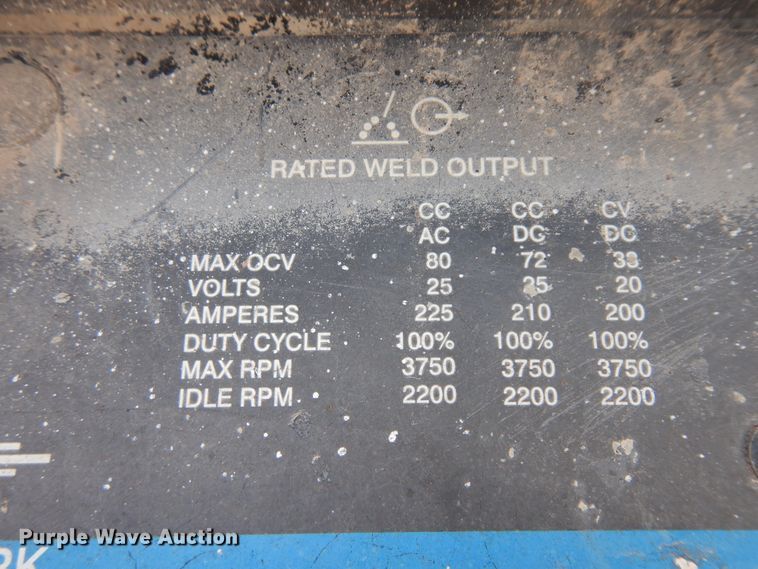 RATED WELD OUTPUT
CC CC CV
AC DC DC
MAX OCV 80 72 33
VOLTS 25 25 20
AMPERES 225 210 200
DUTY CYCLE 100% 100% 100%
MAX RPM 3750 3750 3750
IDLE RPM 2200 2200 2200
Purple Wave Auction